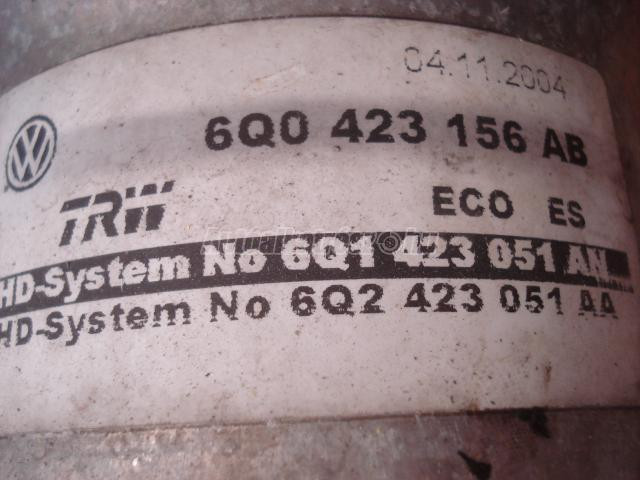 04.11.2004
6Q0 423 156 AB
TRW
ECO ES
HD-System No 6Q1 423 051 AN
HD-System No 6Q2 423 051 AA